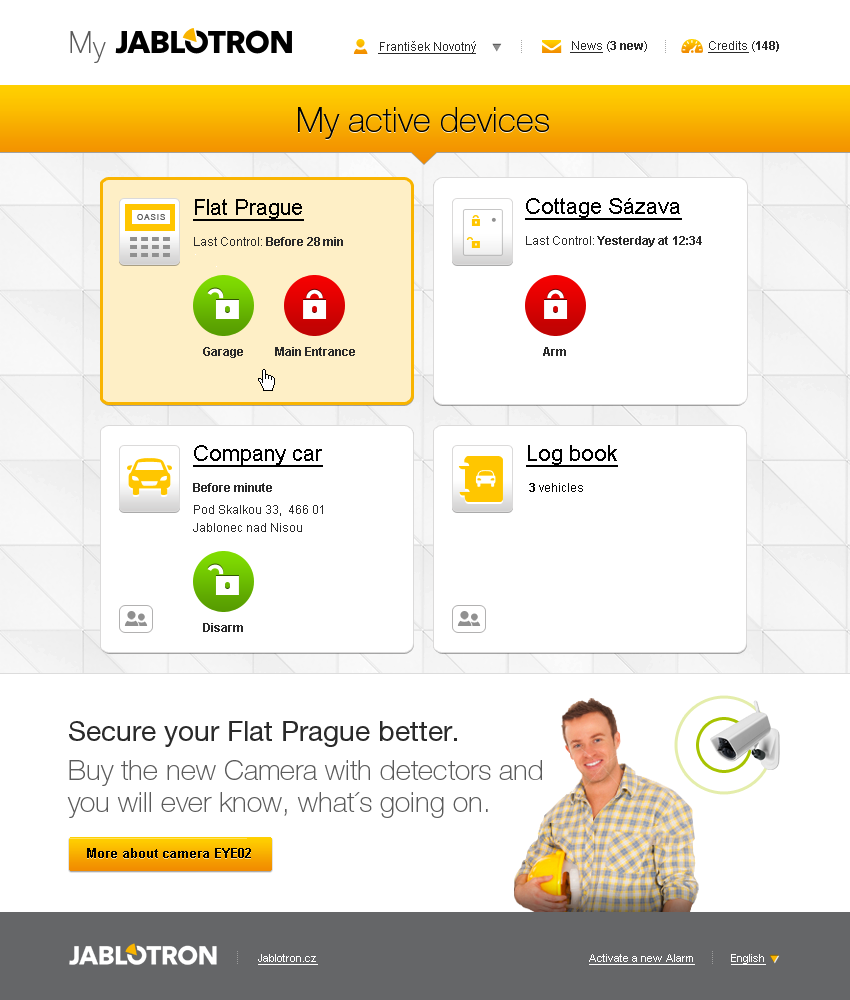 My JABLOTRON
František Novotný
News (3 new)
Credits (148)
My active devices
OASIS
Flat Prague
Last Control: Before 28 min
Garage
Main Entrance
Cottage Sázava
Last Control: Yesterday at 12:34
Arm
Company car
Before minute
Pod Skalkou 33, 466 01
Jablonec nad Nisou
Disarm
Log book
3 vehicles
Secure your Flat Prague better.
Buy the new Camera with detectors and
you will ever know, what´s going on.
More about camera EYE02
JABLOTRON
Jablotron.cz
Activate a new Alarm
English